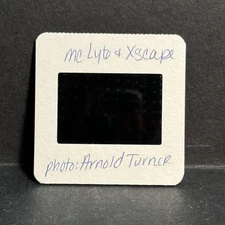 mc Lyte & Xscape
photo: Arnold Turner